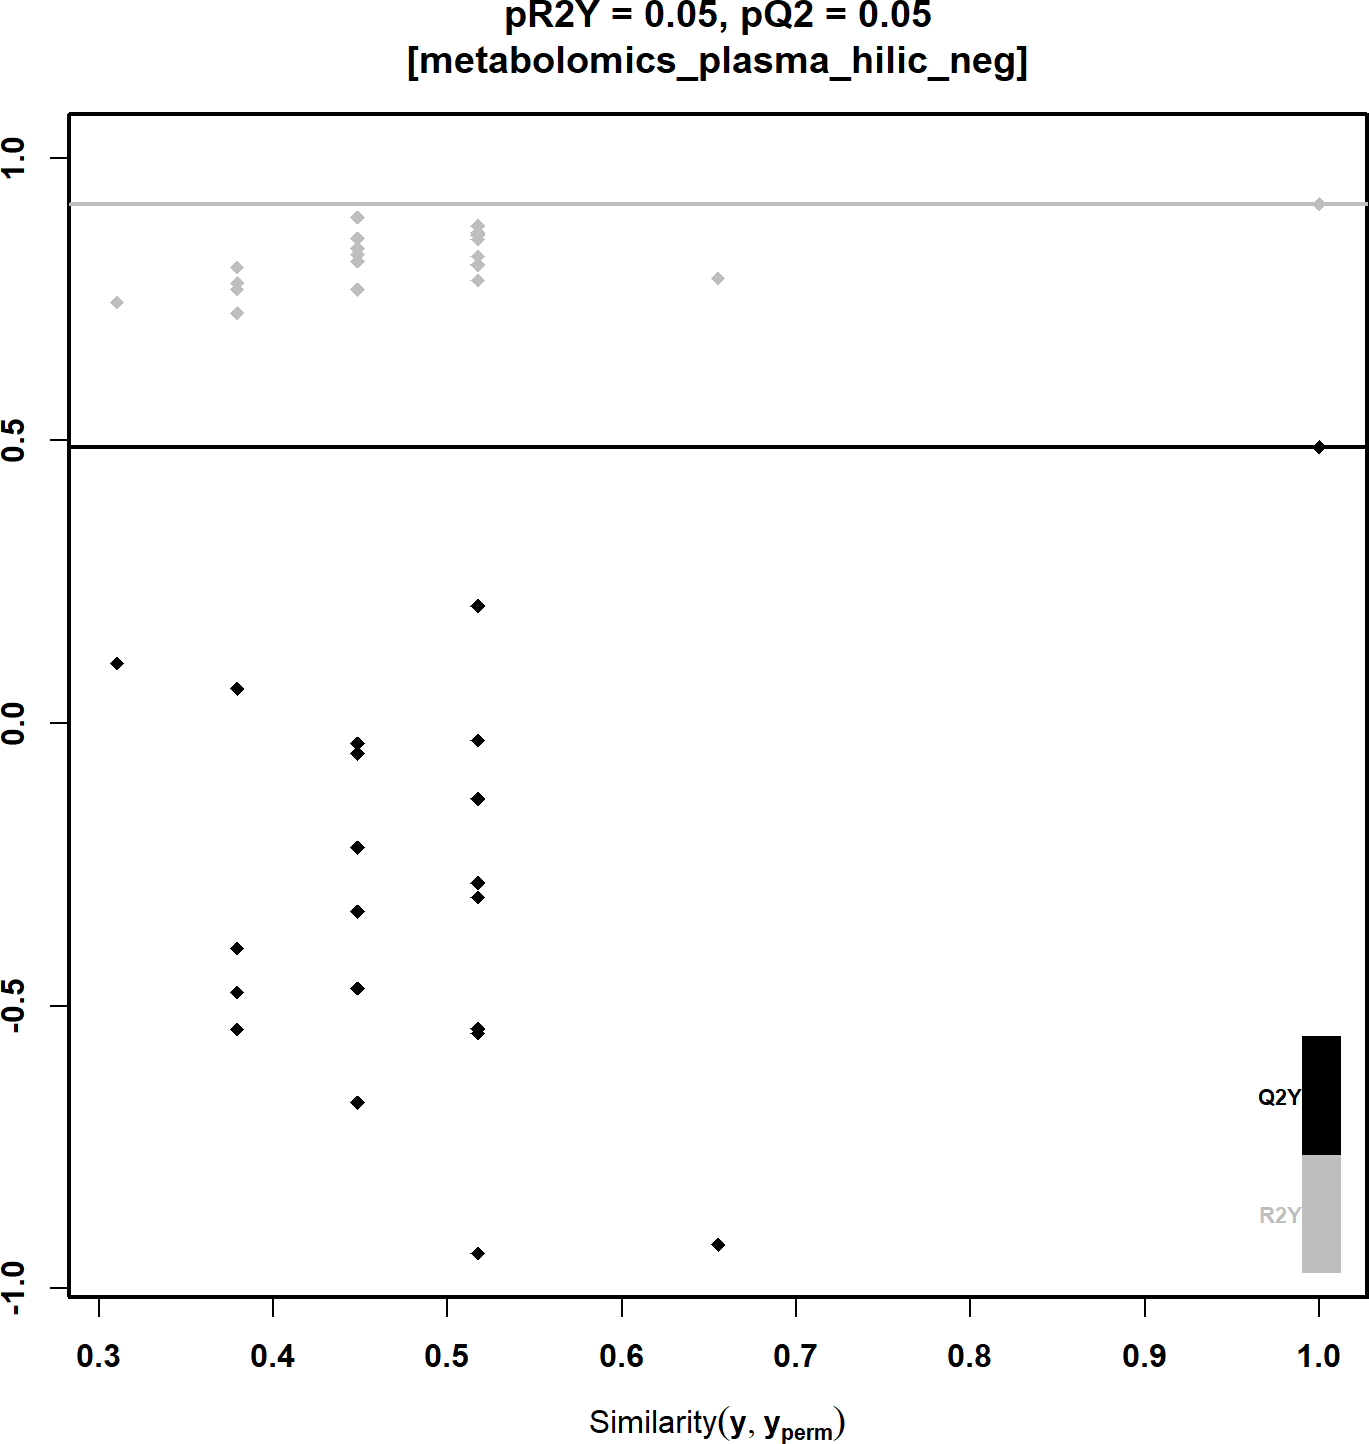 pR2Y = 0.05, pQ2 = 0.05
[metabolomics_plasma_hilic_neg]
1.0
0.5
0.0
-0.5
-1.0
Q2Y
R2Y
0.3 0.4 0.5 0.6 0.7 0.8 0.9 1.0
Similarity(y, yperm)